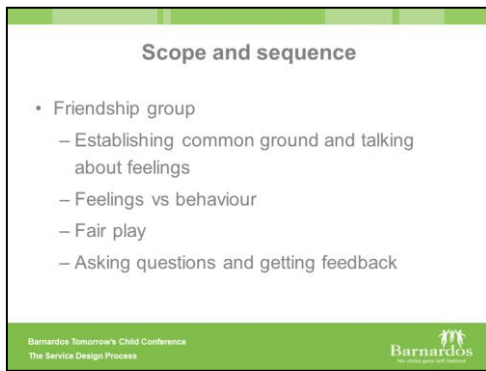 Scope and sequence
• Friendship group
– Establishing common ground and talking
about feelings
– Feelings vs behaviour
– Fair play
– Asking questions and getting feedback
Barnardos Tomorrow's Child Conference
The Service Design Process
Barnardos